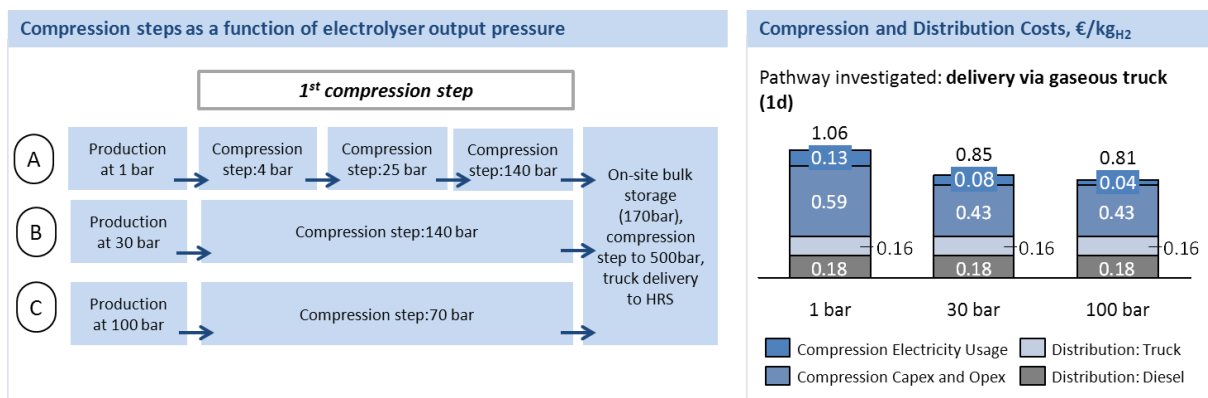 Compression steps as a function of electrolyser output pressure
1st compression step
A
Production
at 1 bar
Compression
step:4 bar
Compression
step:25 bar
Compression
step:140 bar
B
Production
at 30 bar
Compression step:140 bar
C
Production
at 100 bar
Compression step:70 bar
On-site bulk
storage
(170bar),
compression
step to 500bar,
truck delivery
to HRS
Compression and Distribution Costs, €/kgH2
Pathway investigated: delivery via gaseous truck
(1d)
1.06
0.13
0.59
0.16
0.18
0.85
0.08
0.43
0.16
0.18
0.81
0.04
0.43
0.16
0.18
1 bar
30 bar
100 bar
Compression Electricity Usage
Distribution: Truck
Compression Capex and Opex
Distribution: Diesel